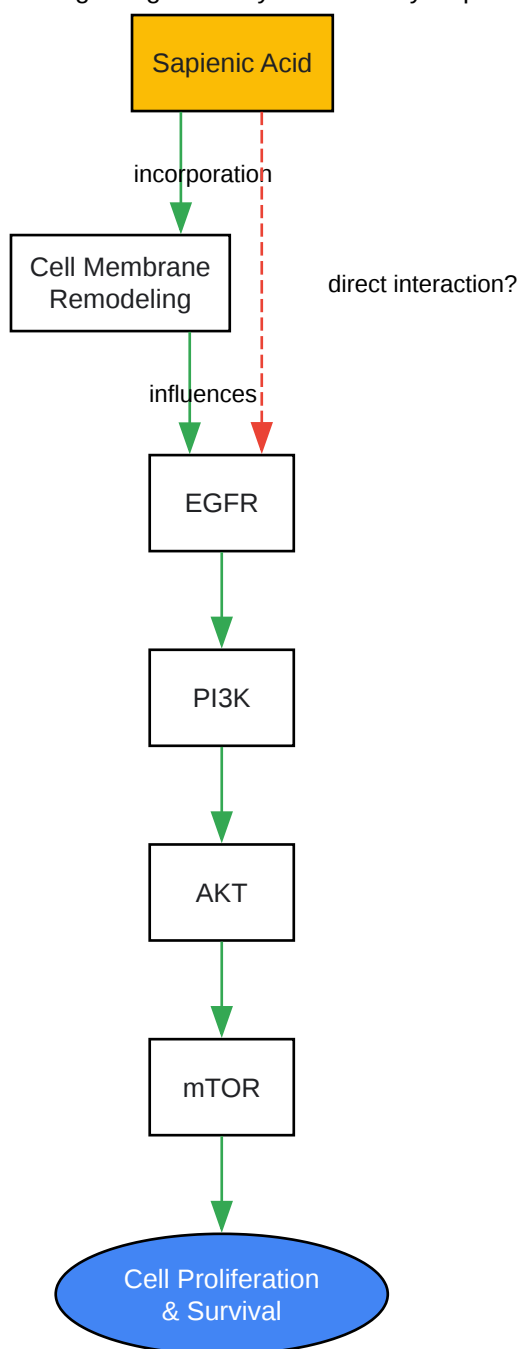 Sapienic Acid
incorporation
Cell Membrane
Remodeling
direct interaction?
influences
EGFR
PI3K
AKT
mTOR
Cell Proliferation
& Survival